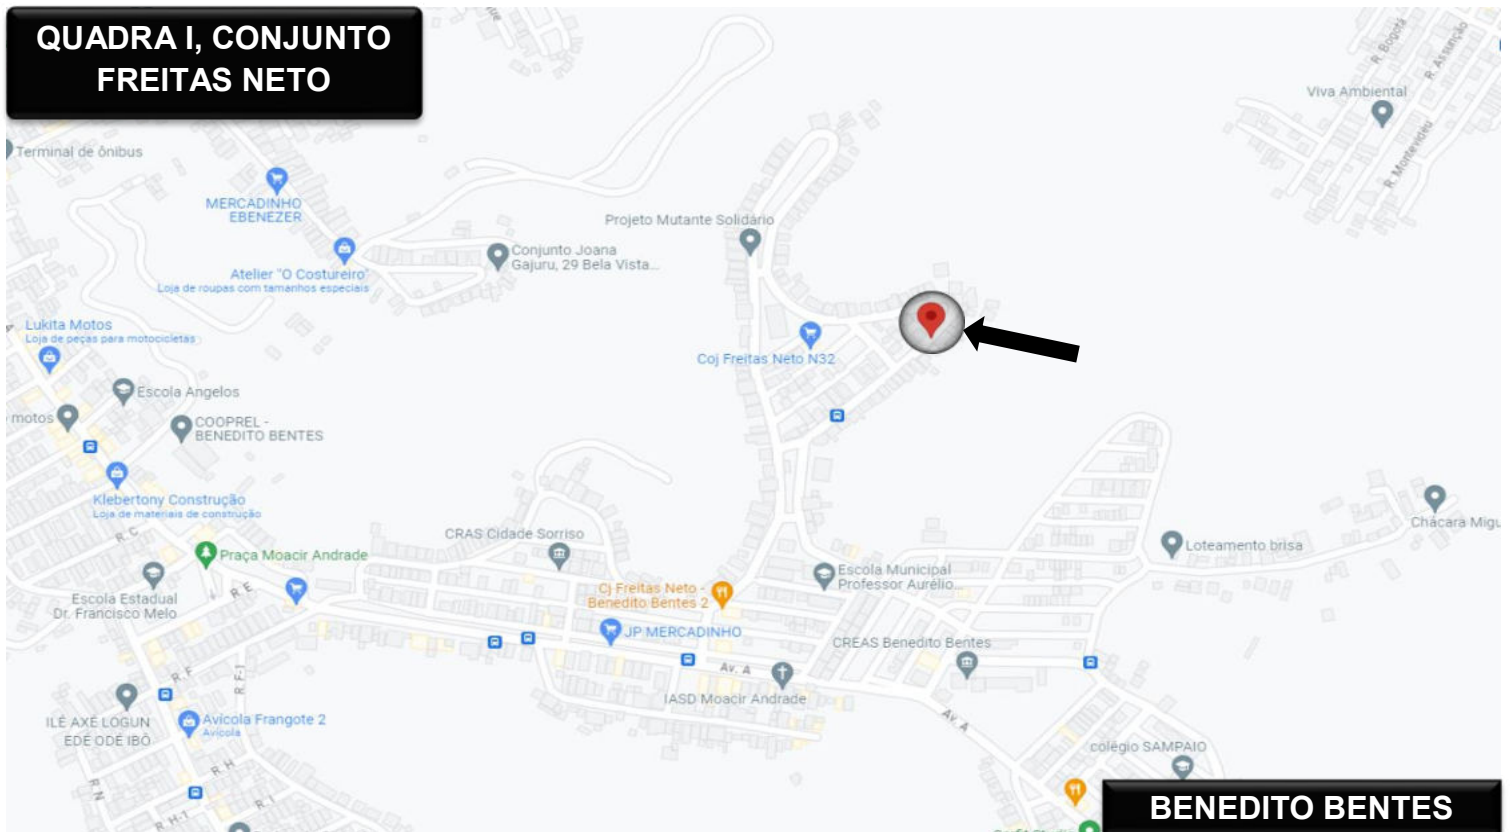 QUADRA I, CONJUNTO
FREITAS NETO
R. Bogotá
R. Assunção
Viva Ambiental
R. Montevideu
Terminal de ônibus
MERCADINHO
EBENEZER
Projeto Mutante Solidário
Conjunto Joana
Gajuru, 29 Bela Vista...
Atelier "O Costureiro"
Loja de roupas com tamanhos especiais
Lukita Motos
Loja de peças para motocicletas
Coj Freitas Neto N32
Escola Angelos
motos
COOPREL -
BENEDITO BENTES
Klebertony Construção
Loja de materiais de construção
R. C
CRAS Cidade Sorriso
Chácara Migu
Praça Moacir Andrade
Loteamento brisa
Escola Municipal
Professor Aurélio...
Escola Estadual
Dr. Francisco Melo
R. E
Cj Freitas Neto -
Benedito Bentes 2
JP MERCADINHO
CREAS Benedito Bentes
R. F
R. F-I
Av. A
IASD Moacir Andrade
ILÊ AXÉ LOGUN
EDÉ ODÉ IBÔ
Avícola Frangote 2
Avícola
Av. A
colégio SAMPAIO
R. H
R. N
R. I
R. H-1
BENEDITO BENTES